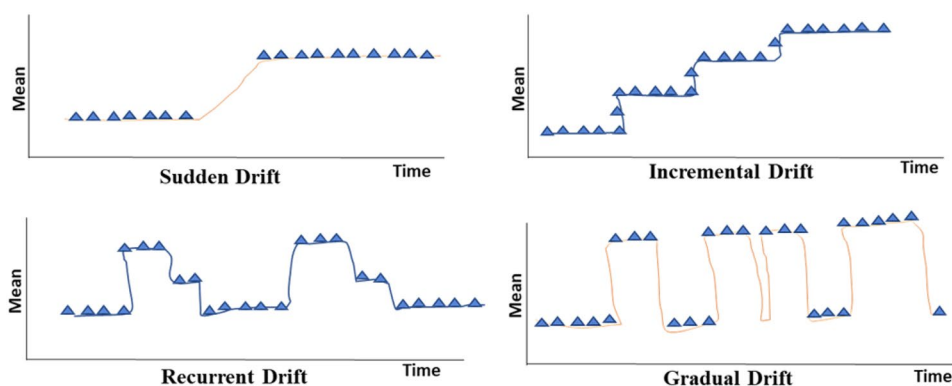 Mean
Time
Sudden Drift
Mean
Time
Incremental Drift
Mean
Time
Recurrent Drift
Mean
Time
Gradual Drift